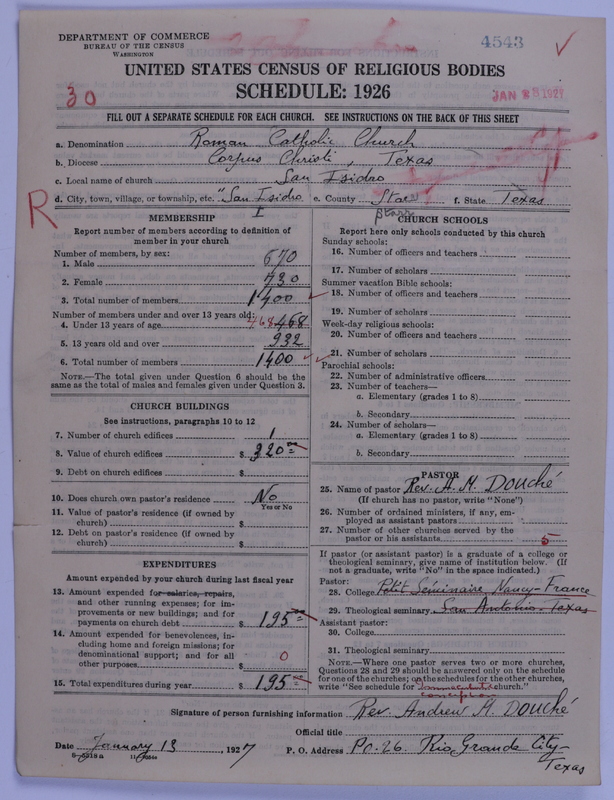 DEPARTMENT OF COMMERCE
BUREAU OF THE CENSUS
WASHINGTON
4543
UNITED STATES CENSUS OF RELIGIOUS BODIES
SCHEDULE: 1926
30
JAN 28 1927
FILL OUT A SEPARATE SCHEDULE FOR EACH CHURCH. SEE INSTRUCTIONS ON THE BACK OF THIS SHEET
a. Denomination Roman Catholic Church
b. Diocese Corpus Christi, Texas
c. Local name of church San Isidro
d. City, town, village, or township, etc. "San Isidro e. County Starr f. State Texas
R
I
Starr
MEMBERSHIP
Report number of members according to definition of
member in your church
Number of members, by sex:
1. Male 670
2. Female 730
3. Total number of members 1400
Number of members under and over 13 years old:
4. Under 13 years of age 468 468
5. 13 years old and over 932
6. Total number of members 1400
NOTE.—The total given under Question 6 should be the
same as the total of males and females given under Question 3.
CHURCH BUILDINGS
See instructions, paragraphs 10 to 12
7. Number of church edifices 1
8. Value of church edifices $ 320
9. Debt on church edifices $
10. Does church own pastor's residence No
Yes or No
11. Value of pastor's residence (if owned by
church) $
12. Debt on pastor's residence (if owned by
church) $
EXPENDITURES
Amount expended by your church during last fiscal year
13. Amount expended for salaries, repairs,
and other running expenses; for im-
provements or new buildings; and for
payments on church debt $ 195
14. Amount expended for benevolences, in-
cluding home and foreign missions; for
denominational support; and for all
other purposes $ 0
15. Total expenditures during year $ 195
CHURCH SCHOOLS
Report here only schools conducted by this church
Sunday schools:
16. Number of officers and teachers
17. Number of scholars
Summer vacation Bible schools:
18. Number of officers and teachers
19. Number of scholars
Week-day religious schools:
20. Number of officers and teachers
21. Number of scholars
Parochial schools:
22. Number of administrative officers
23. Number of teachers—
a. Elementary (grades 1 to 8)
b. Secondary
24. Number of scholars—
a. Elementary (grades 1 to 8)
b. Secondary
PASTOR
25. Name of pastor Rev. A. M. Douché
(If church has no pastor, write "None")
26. Number of ordained ministers, if any, em-
ployed as assistant pastors
27. Number of other churches served by the
pastor or his assistants 5
If pastor (or assistant pastor) is a graduate of a college or
theological seminary, give name of institution below. (If
not a graduate, write "No" in the space indicated.)
Pastor:
28. College Petit Seminaire Nancy-France
29. Theological seminary San Antonio-Texas
Assistant pastor:
30. College
31. Theological seminary
NOTE.—Where one pastor serves two or more churches,
Questions 28 and 29 should be answered only on the schedule
for one of the churches; on the schedules for the other churches,
write "See schedule for Immaculate church."
conception
Signature of person furnishing information Rev. Andrew M. Douché
Official title
Date January 13, 1927 P. O. Address P.O. 26. Rio Grande City-
Texas